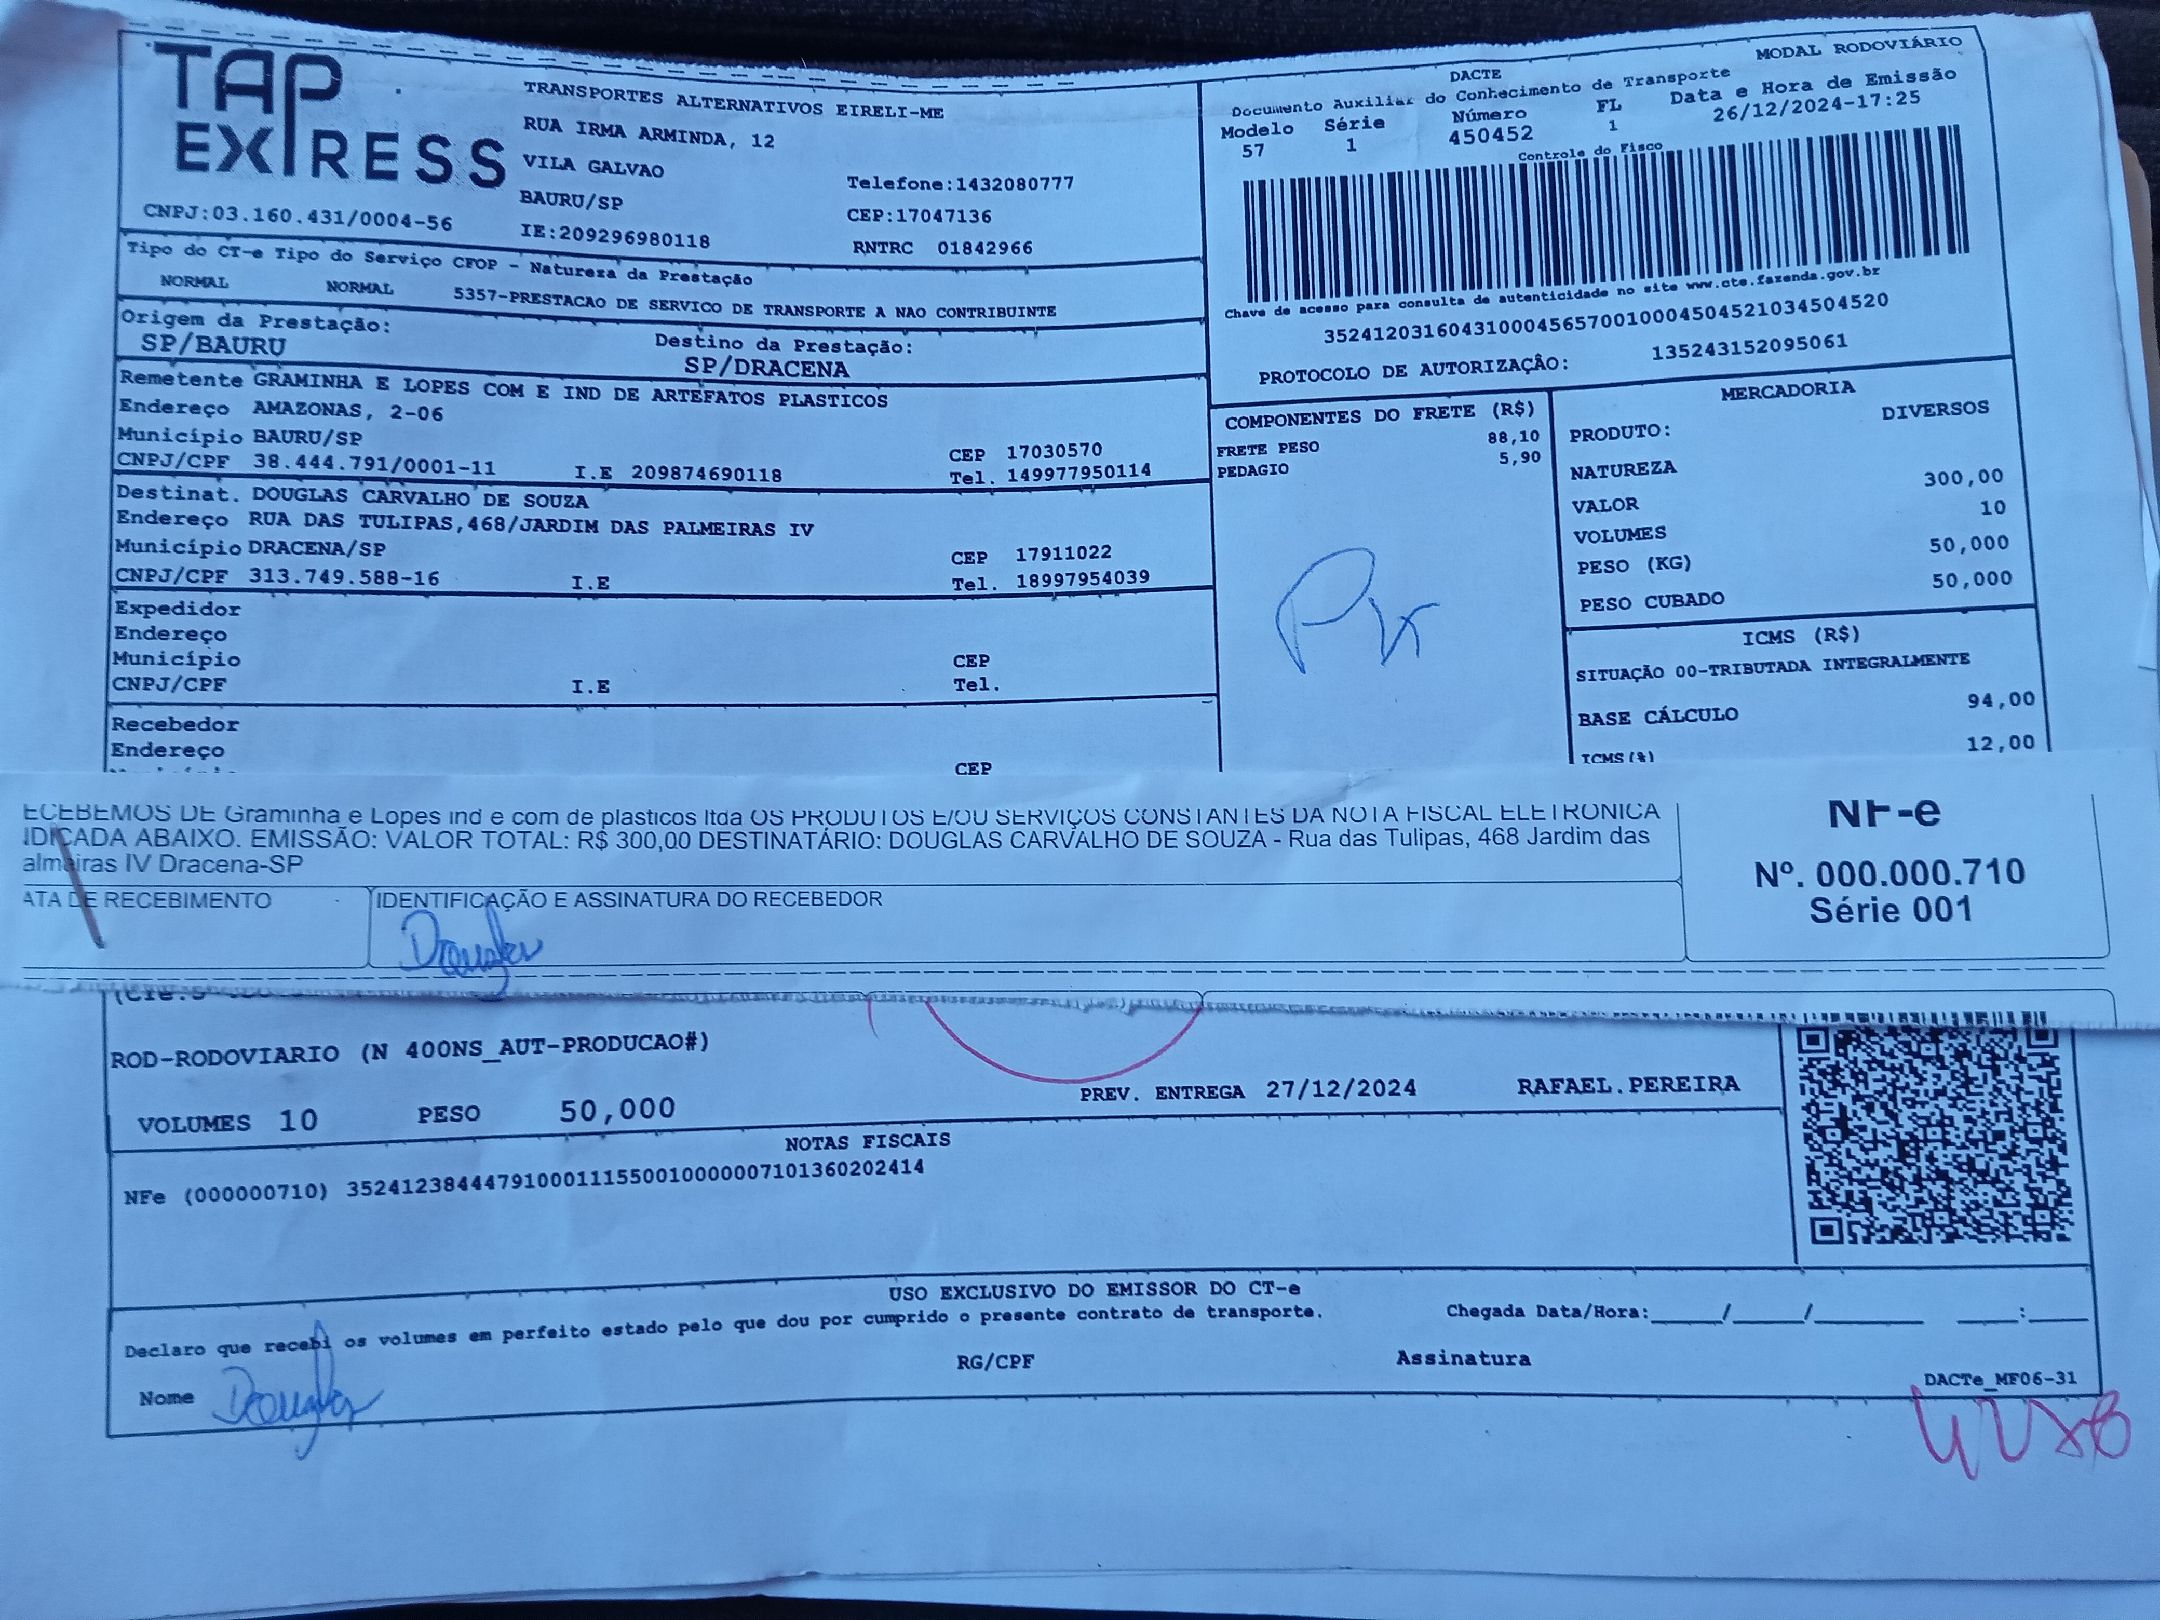 TAP
EXPRESS
CNPJ:03.160.431/0004-56
TRANSPORTES ALTERNATIVOS EIRELI-ME
RUA IRMA ARMINDA, 12
VILA GALVAO
BAURU/SP
IE:209296980118
Telefone:1432080777
CEP:17047136
RNTRC 01842966
MODAL RODOVIÁRIO
DACTE
Documento Auxiliar do Conhecimento de Transporte
Modelo Série Número FL Data e Hora de Emissão
57 1 450452 1 26/12/2024-17:25
Controle do Fisco
Chave de acesso para consulta de autenticidade no site www.cte.fazenda.gov.br
35241203160431000456570010004504521034504520
PROTOCOLO DE AUTORIZAÇÂO: 135243152095061
Tipo do CT-e Tipo do Serviço CFOP - Natureza da Prestação
NORMAL NORMAL 5357-PRESTACAO DE SERVICO DE TRANSPORTE A NAO CONTRIBUINTE
Origem da Prestação: Destino da Prestação:
SP/BAURU SP/DRACENA
Remetente GRAMINHA E LOPES COM E IND DE ARTEFATOS PLASTICOS
Endereço AMAZONAS, 2-06
Município BAURU/SP CEP 17030570
CNPJ/CPF 38.444.791/0001-11 I.E 209874690118 Tel. 149977950114
Destinat. DOUGLAS CARVALHO DE SOUZA
Endereço RUA DAS TULIPAS,468/JARDIM DAS PALMEIRAS IV
Município DRACENA/SP CEP 17911022
CNPJ/CPF 313.749.588-16 I.E Tel. 18997954039
Expedidor
Endereço
Município CEP
CNPJ/CPF I.E Tel.
Recebedor
Endereço
CEP
COMPONENTES DO FRETE (R$)
FRETE PESO 88,10
PEDAGIO 5,90
MERCADORIA
PRODUTO: DIVERSOS
NATUREZA
VALOR 300,00
VOLUMES 10
PESO (KG) 50,000
PESO CUBADO 50,000
ICMS (R$)
SITUAÇÃO 00-TRIBUTADA INTEGRALMENTE
BASE CÁLCULO 94,00
ICMS(%) 12,00
ECEBEMOS DE Graminha e Lopes ind e com de plasticos ltda OS PRODUTOS E/OU SERVIÇOS CONSTANTES DA NOTA FISCAL ELETRONICA
IDICADA ABAIXO. EMISSÃO: VALOR TOTAL: R$ 300,00 DESTINATÁRIO: DOUGLAS CARVALHO DE SOUZA - Rua das Tulipas, 468 Jardim das
almeiras IV Dracena-SP
ATA DE RECEBIMENTO IDENTIFICAÇÃO E ASSINATURA DO RECEBEDOR
Douglas
NF-e
Nº. 000.000.710
Série 001
ROD-RODOVIARIO (N 400NS_AUT-PRODUCAO#)
VOLUMES 10 PESO 50,000 PREV. ENTREGA 27/12/2024 RAFAEL.PEREIRA
NOTAS FISCAIS
NFe (000000710) 35241238444791000111550010000007101360202414
USO EXCLUSIVO DO EMISSOR DO CT-e
Declaro que recebi os volumes em perfeito estado pelo que dou por cumprido o presente contrato de transporte. Chegada Data/Hora:____/____/______ ____:____
Nome Douglas RG/CPF Assinatura
DACTe_MF06-31